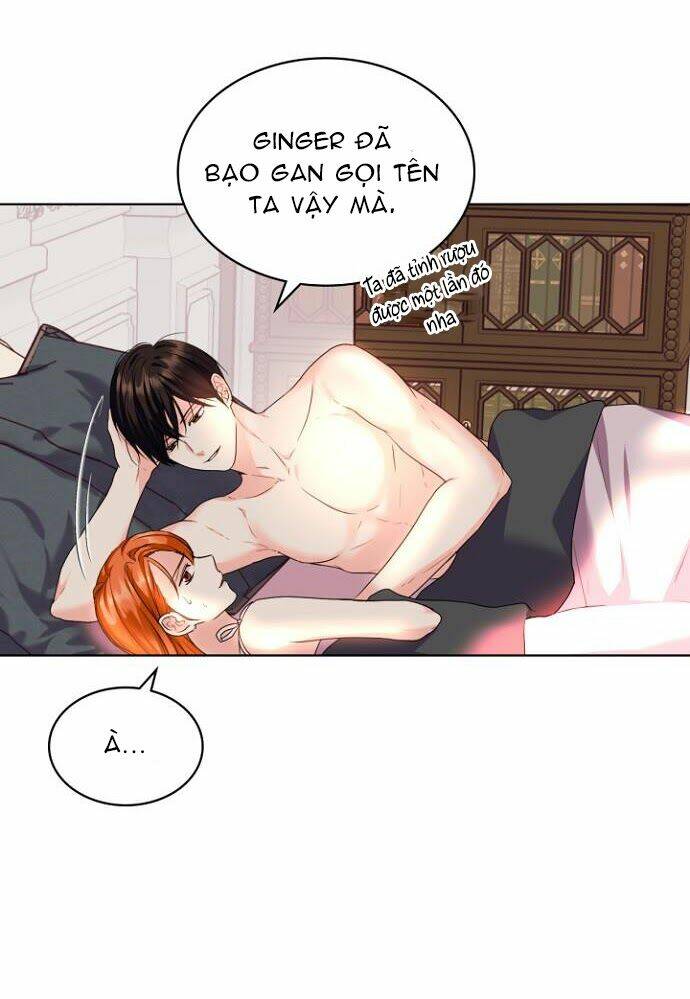 GINGER ĐÃ
BẠO GAN GỌI TÊN
TA VẬY MÀ.
Ta đã tỉnh rượu
được một lần đó
nha
À...